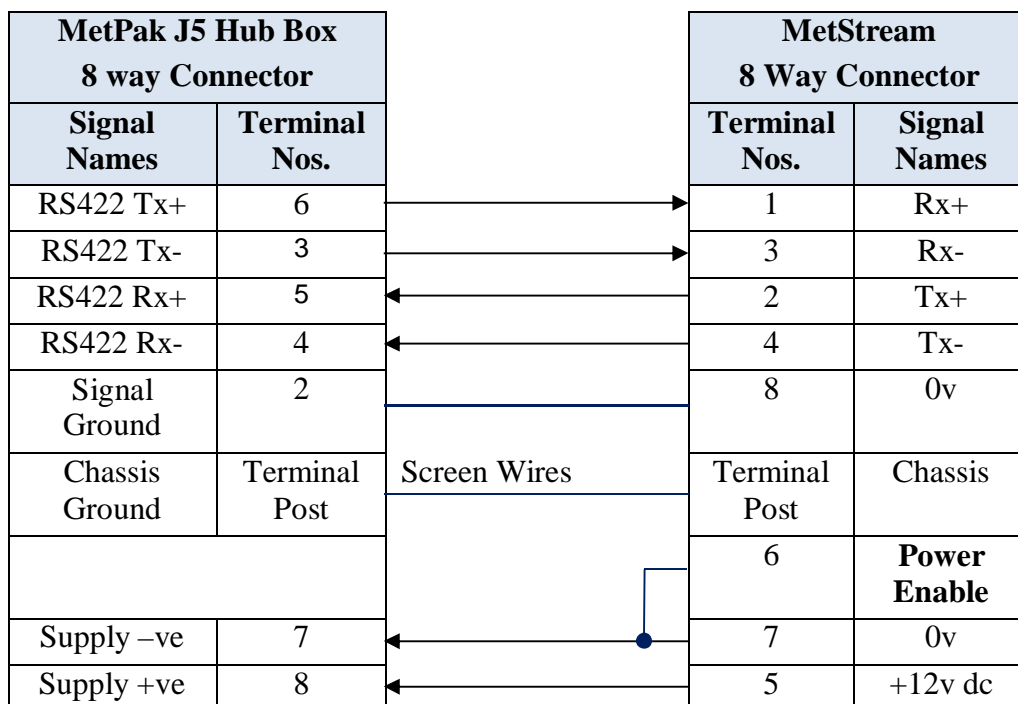 MetPak J5 Hub Box
8 way Connector
MetStream
8 Way Connector
Signal Names Terminal Nos. Terminal Nos. Signal Names
RS422 Tx+ 6 1 Rx+
RS422 Tx- 3 3 Rx-
RS422 Rx+ 5 2 Tx+
RS422 Rx- 4 4 Tx-
Signal Ground 2 8 0v
Chassis Ground Terminal Post Screen Wires Terminal Post Chassis
6 Power Enable
Supply –ve 7 7 0v
Supply +ve 8 5 +12v dc